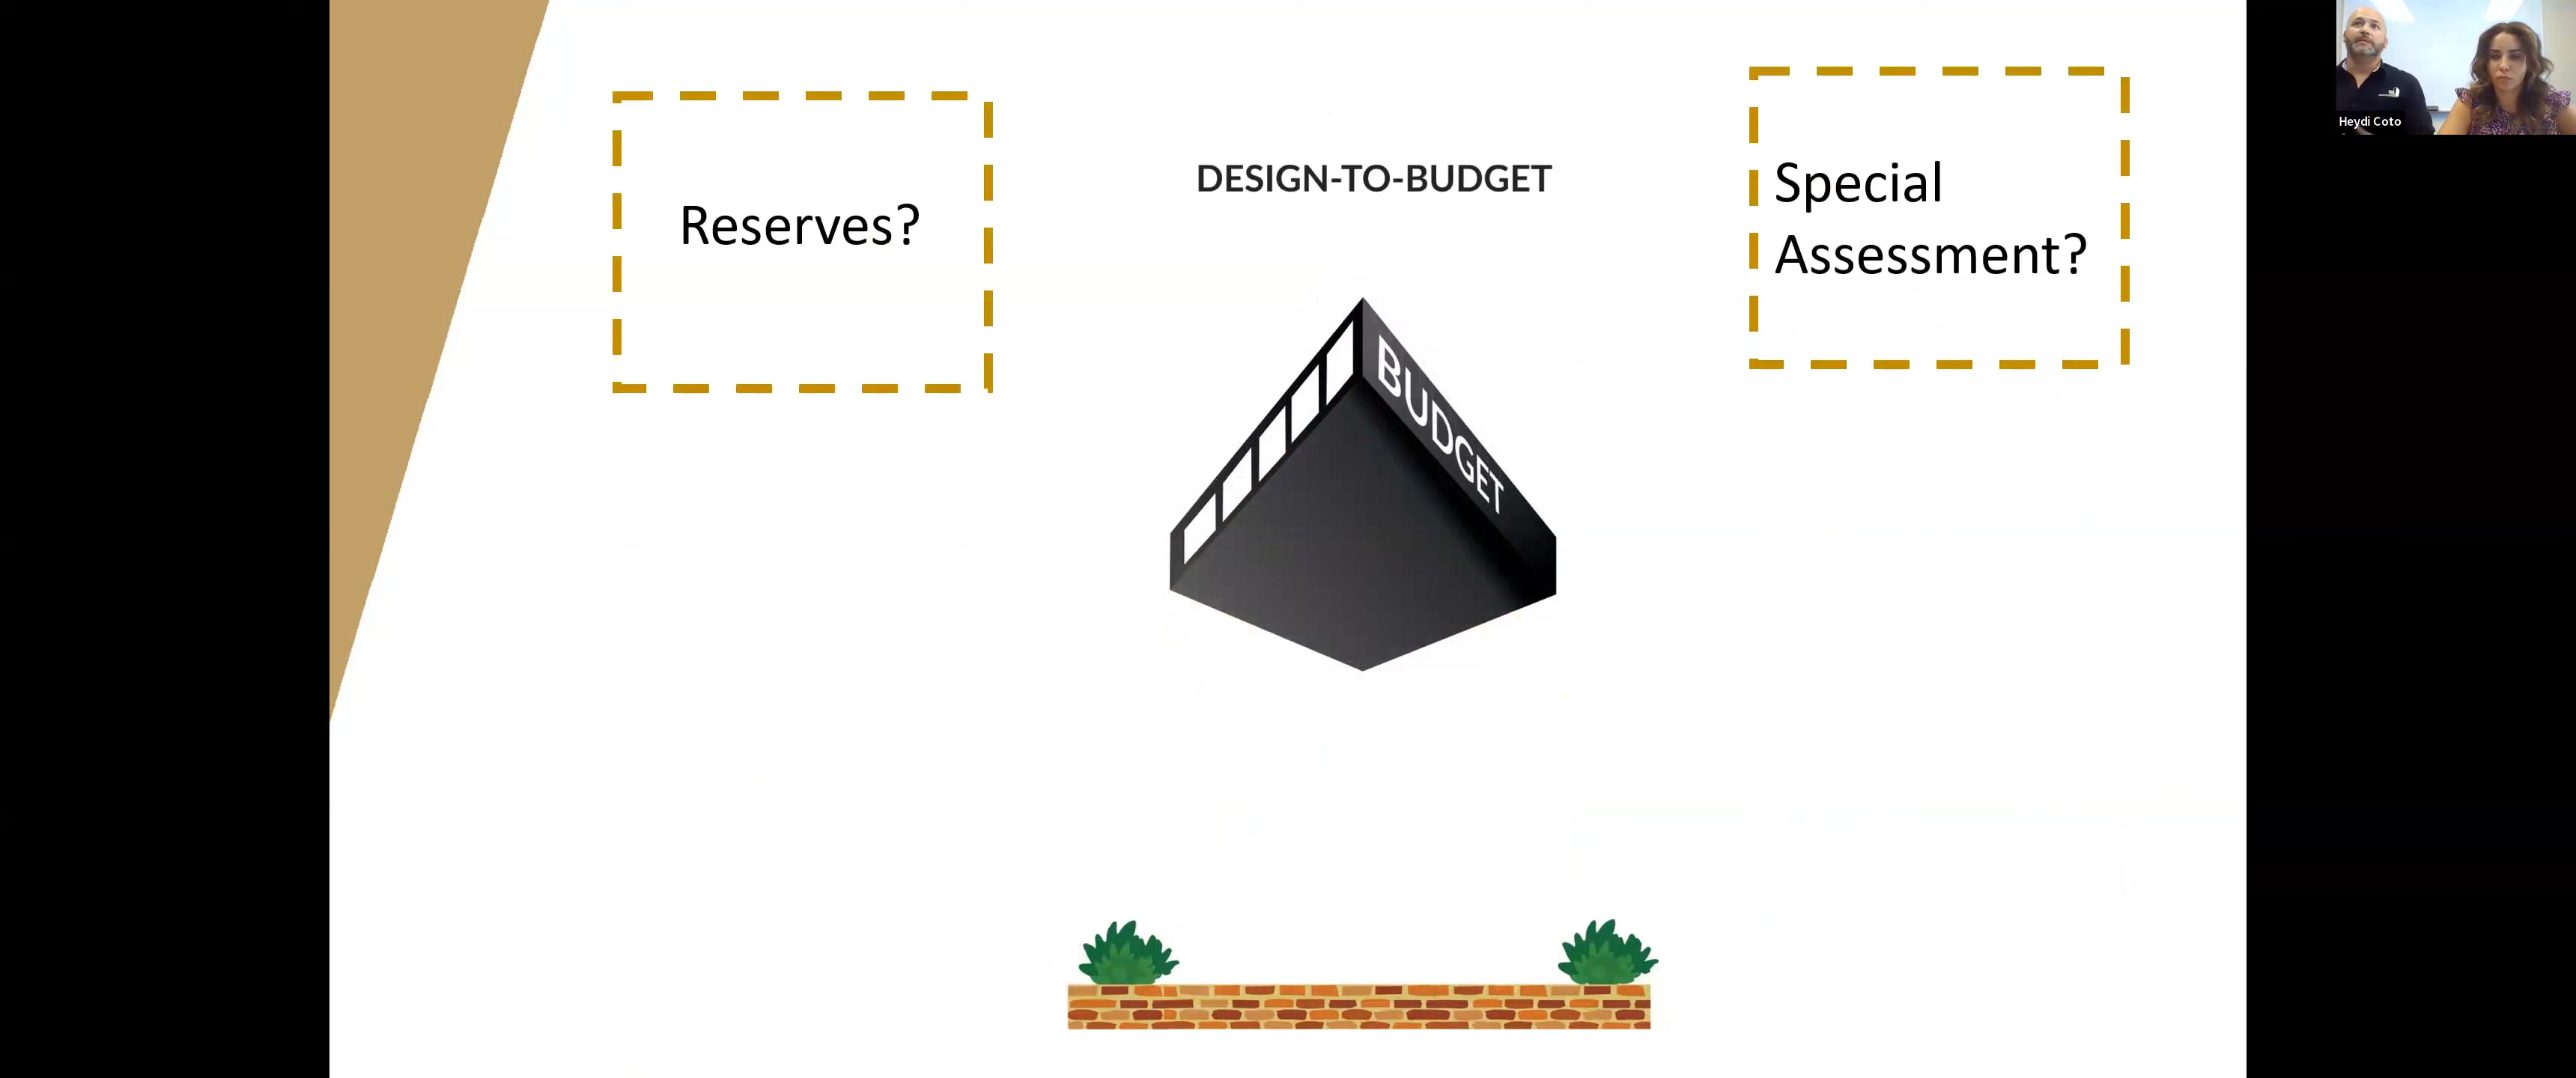 Reserves?
DESIGN-TO-BUDGET
Special
Assessment?
BUDGET
Heydi Coto